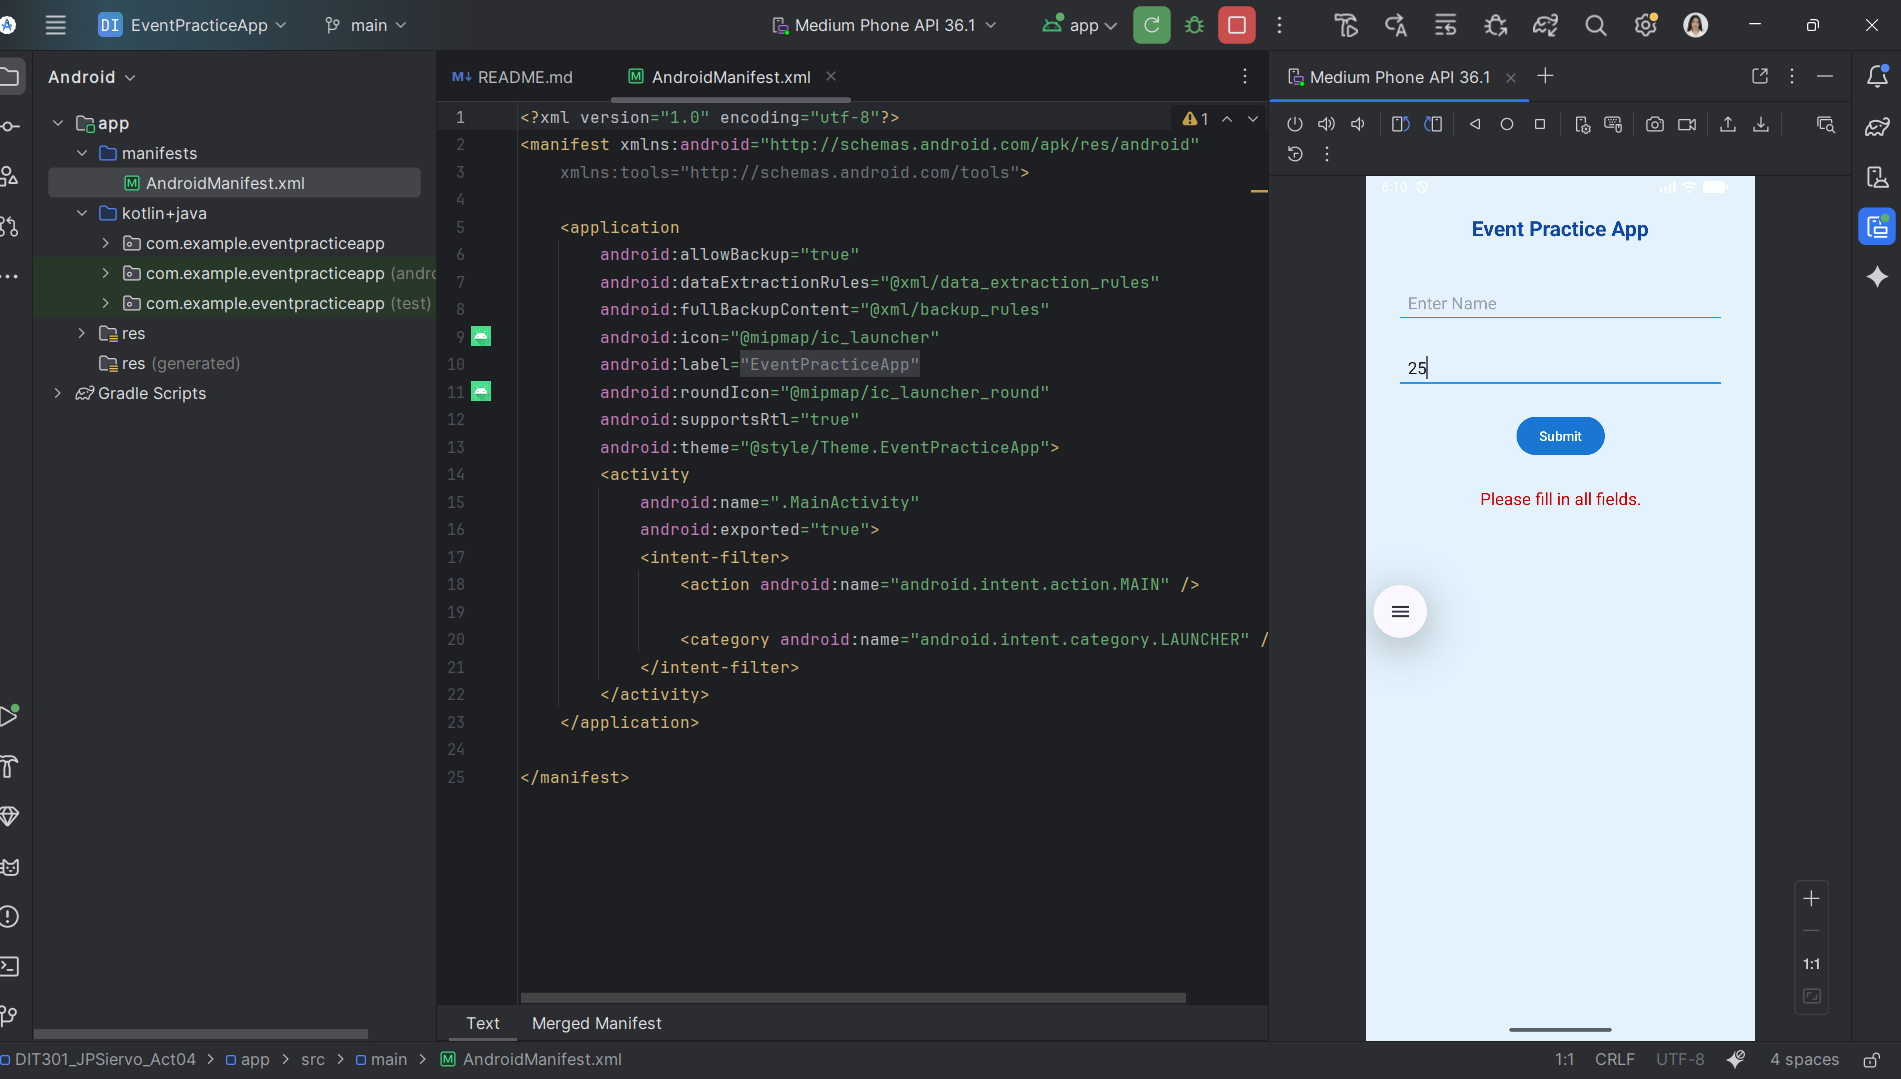 DI EventPracticeApp main Medium Phone API 36.1 app
Android
app
manifests
AndroidManifest.xml
kotlin+java
com.example.eventpracticeapp
com.example.eventpracticeapp (andro
com.example.eventpracticeapp (test)
res
res (generated)
Gradle Scripts
README.md AndroidManifest.xml
1 <?xml version="1.0" encoding="utf-8"?>
2 <manifest xmlns:android="http://schemas.android.com/apk/res/android"
3 xmlns:tools="http://schemas.android.com/tools">
4
5 <application
6 android:allowBackup="true"
7 android:dataExtractionRules="@xml/data_extraction_rules"
8 android:fullBackupContent="@xml/backup_rules"
9 android:icon="@mipmap/ic_launcher"
10 android:label="EventPracticeApp"
11 android:roundIcon="@mipmap/ic_launcher_round"
12 android:supportsRtl="true"
13 android:theme="@style/Theme.EventPracticeApp">
14 <activity
15 android:name=".MainActivity"
16 android:exported="true">
17 <intent-filter>
18 <action android:name="android.intent.action.MAIN" />
19
20 <category android:name="android.intent.category.LAUNCHER" /
21 </intent-filter>
22 </activity>
23 </application>
24
25 </manifest>
1
Text Merged Manifest
Medium Phone API 36.1
6:10
Event Practice App
Enter Name
25
Submit
Please fill in all fields.
1:1
DIT301_JPSiervo_Act04 > app > src > main > AndroidManifest.xml
1:1 CRLF UTF-8 4 spaces